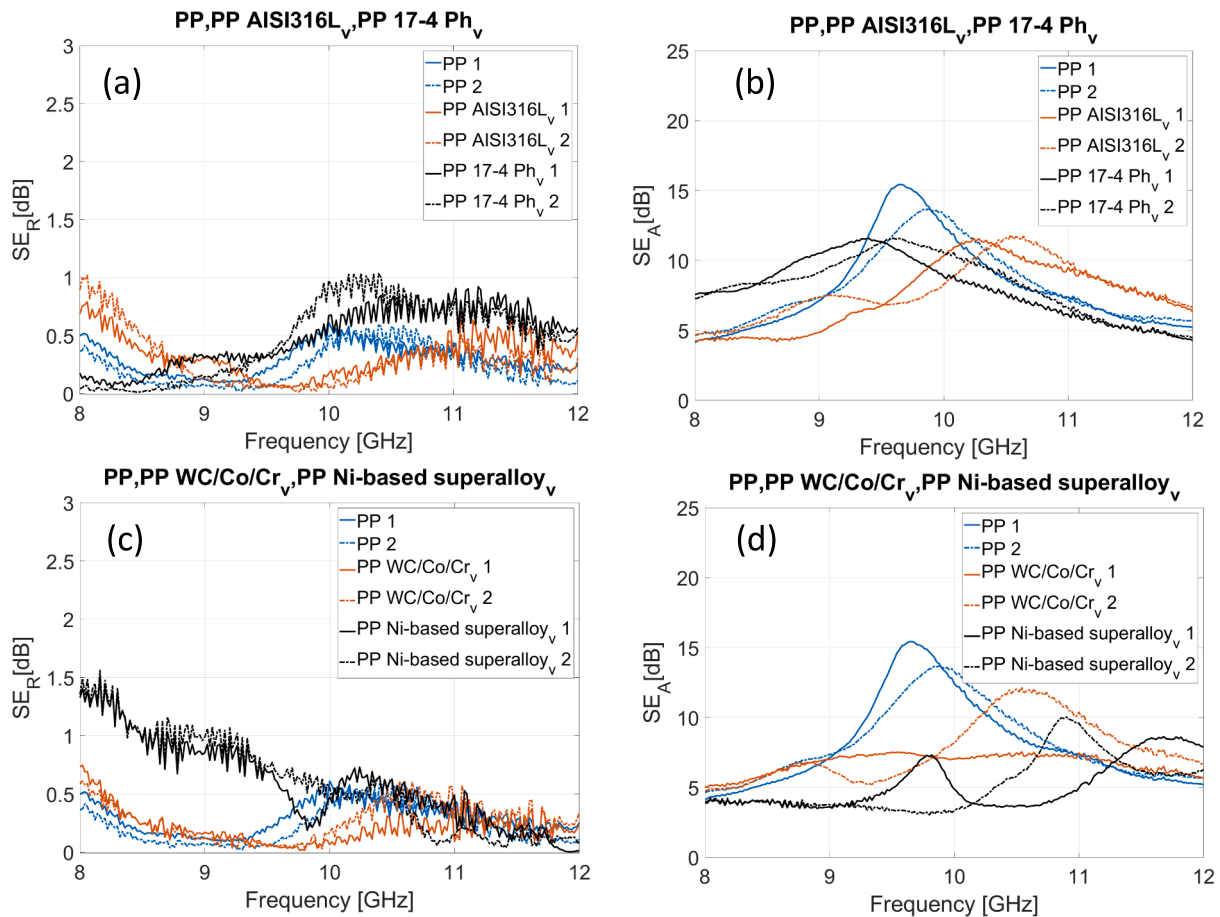 PP,PP AISI316Lv,PP 17-4 Phv
(a)
PP 1
PP 2
PP AISI316Lv 1
PP AISI316Lv 2
PP 17-4 Phv 1
PP 17-4 Phv 2
SER[dB]
3
2.5
2
1.5
1
0.5
0
8 9 10 11 12
Frequency [GHz]
PP,PP AISI316Lv,PP 17-4 Phv
(b)
PP 1
PP 2
PP AISI316Lv 1
PP AISI316Lv 2
PP 17-4 Phv 1
PP 17-4 Phv 2
SEA[dB]
25
20
15
10
5
0
8 9 10 11 12
Frequency [GHz]
PP,PP WC/Co/Crv,PP Ni-based superalloyv
(c)
PP 1
PP 2
PP WC/Co/Crv 1
PP WC/Co/Crv 2
PP Ni-based superalloyv 1
PP Ni-based superalloyv 2
SER[dB]
3
2.5
2
1.5
1
0.5
0
8 9 10 11 12
Frequency [GHz]
PP,PP WC/Co/Crv,PP Ni-based superalloyv
(d)
PP 1
PP 2
PP WC/Co/Crv 1
PP WC/Co/Crv 2
PP Ni-based superalloyv 1
PP Ni-based superalloyv 2
SEA[dB]
25
20
15
10
5
0
8 9 10 11 12
Frequency [GHz]